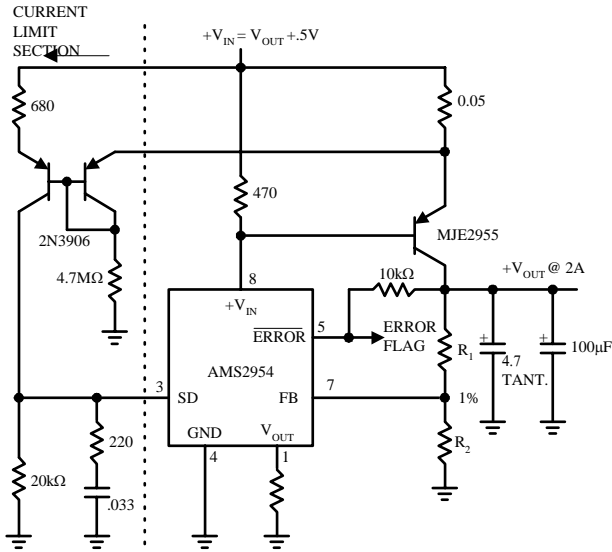 CURRENT
LIMIT
SECTION
+VIN = VOUT +.5V
680
0.05
470
2N3906
MJE2955
4.7MΩ
10kΩ
+VOUT @ 2A
8
+VIN
ERROR
5
ERROR
FLAG
R1
4.7
TANT.
100µF
AMS2954
3
SD
FB
7
1%
GND
VOUT
4
1
220
R2
20kΩ
.033
+
+